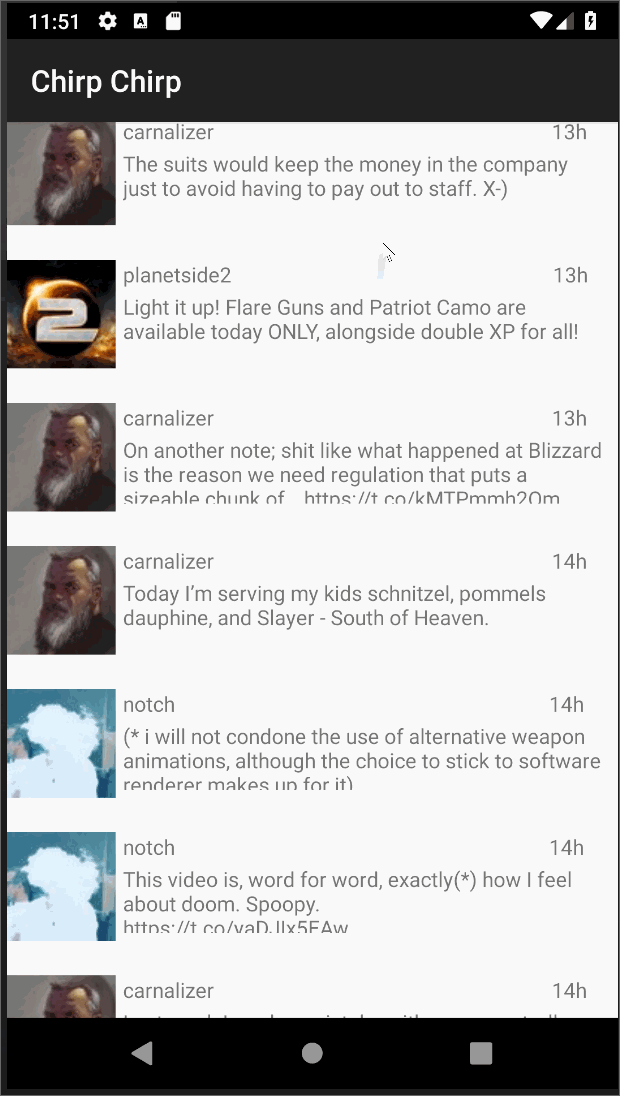 11:51
Chirp Chirp
carnalizer 13h
The suits would keep the money in the company
just to avoid having to pay out to staff. X-)
planetside2 13h
2
Light it up! Flare Guns and Patriot Camo are
available today ONLY, alongside double XP for all!
carnalizer 13h
On another note; shit like what happened at Blizzard
is the reason we need regulation that puts a
sizeable chunk of… https://t.co/kMTPmmh2Om
carnalizer 14h
Today I’m serving my kids schnitzel, pommels
dauphine, and Slayer - South of Heaven.
notch 14h
(* i will not condone the use of alternative weapon
animations, although the choice to stick to software
renderer makes up for it)
notch 14h
This video is, word for word, exactly(*) how I feel
about doom. Spoopy.
carnalizer 14h